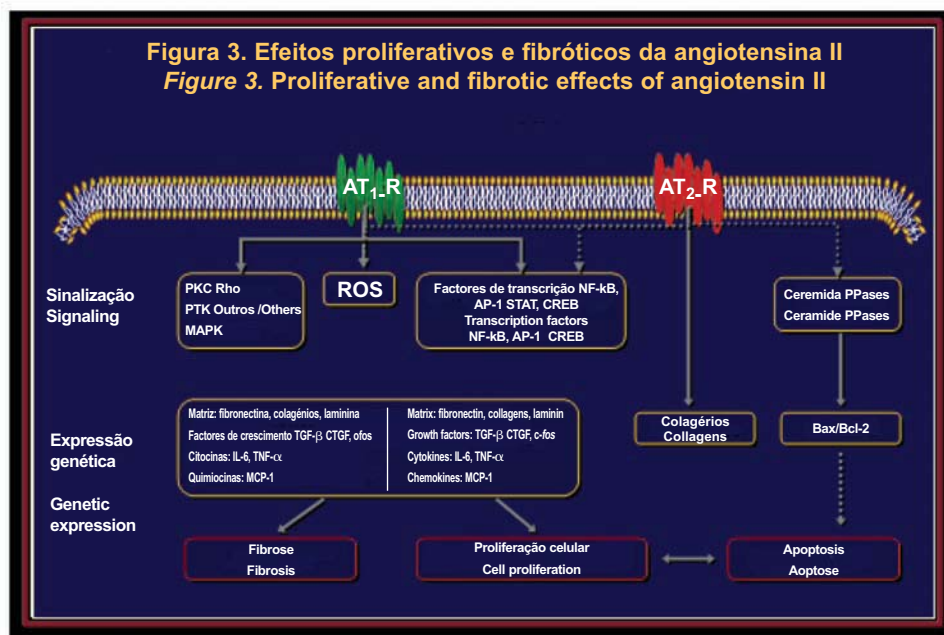 Figura 3. Efeitos proliferativos e fibróticos da angiotensina II
Figure 3. Proliferative and fibrotic effects of angiotensin II
AT1-R
AT2-R
Sinalização
Signaling
PKC Rho
PTK Outros /Others
MAPK
ROS
Factores de transcrição NF-kB,
AP-1 STAT, CREB
Transcription factors
NF-kB, AP-1 CREB
Ceremida PPases
Ceramide PPases
Expressão
genética
Genetic
expression
Matriz: fibronectina, colagénios, laminina
Factores de crescimento TGF-β CTGF, ofos
Citocinas: IL-6, TNF-α
Quimiocinas: MCP-1
Matrix: fibronectin, collagens, laminin
Growth factors: TGF-β CTGF, c-fos
Cytokines: IL-6, TNF-α
Chemokines: MCP-1
Colagérios
Collagens
Bax/Bcl-2
Fibrose
Fibrosis
Proliferação celular
Cell proliferation
Apoptosis
Aoptose